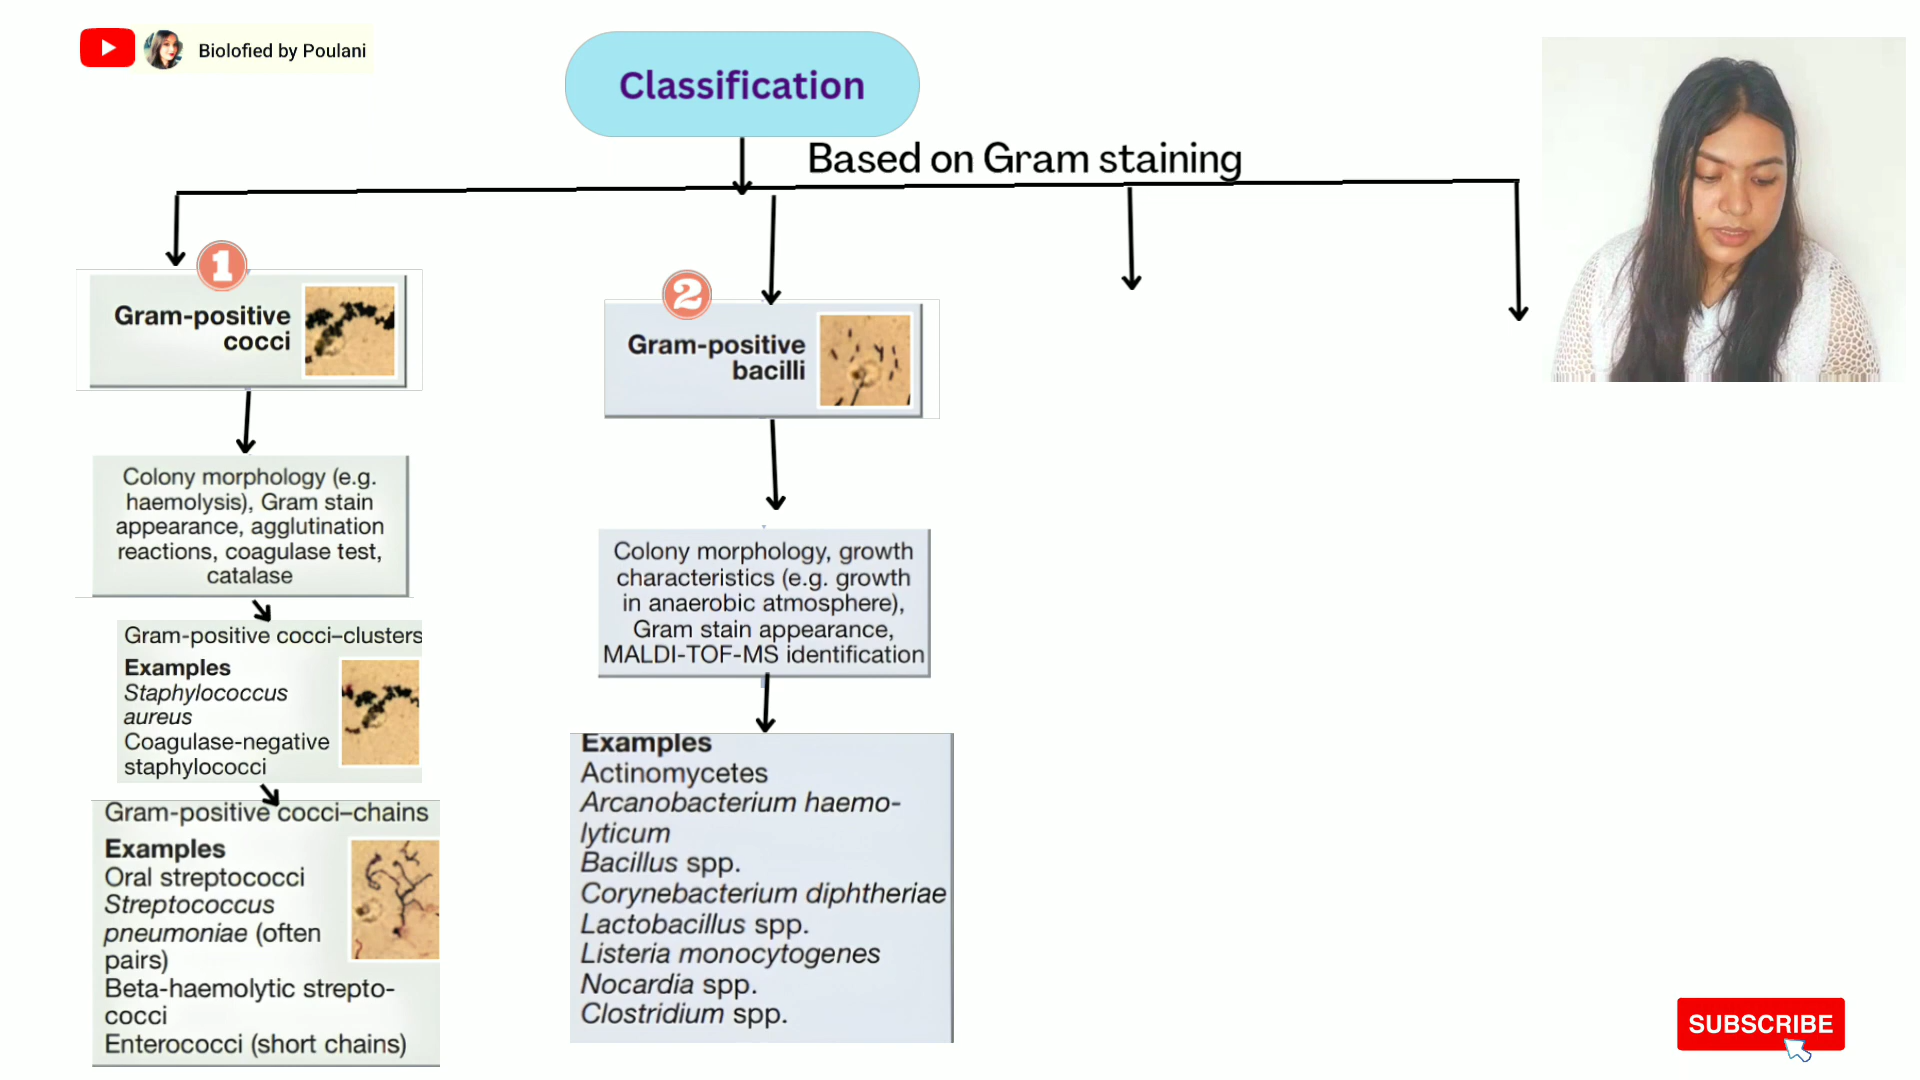 Biolofied by Poulani
Classification
Based on Gram staining
1
Gram-positive
cocci
Colony morphology (e.g.
haemolysis), Gram stain
appearance, agglutination
reactions, coagulase test,
catalase
Gram-positive cocci–clusters
Examples
Staphylococcus
aureus
Coagulase-negative
staphylococci
Gram-positive cocci–chains
Examples
Oral streptococci
Streptococcus
pneumoniae (often
pairs)
Beta-haemolytic strepto-
cocci
Enterococci (short chains)
2
Gram-positive
bacilli
Colony morphology, growth
characteristics (e.g. growth
in anaerobic atmosphere),
Gram stain appearance,
MALDI-TOF-MS identification
Examples
Actinomycetes
Arcanobacterium haemo-
lyticum
Bacillus spp.
Corynebacterium diphtheriae
Lactobacillus spp.
Listeria monocytogenes
Nocardia spp.
Clostridium spp.
SUBSCRIBE